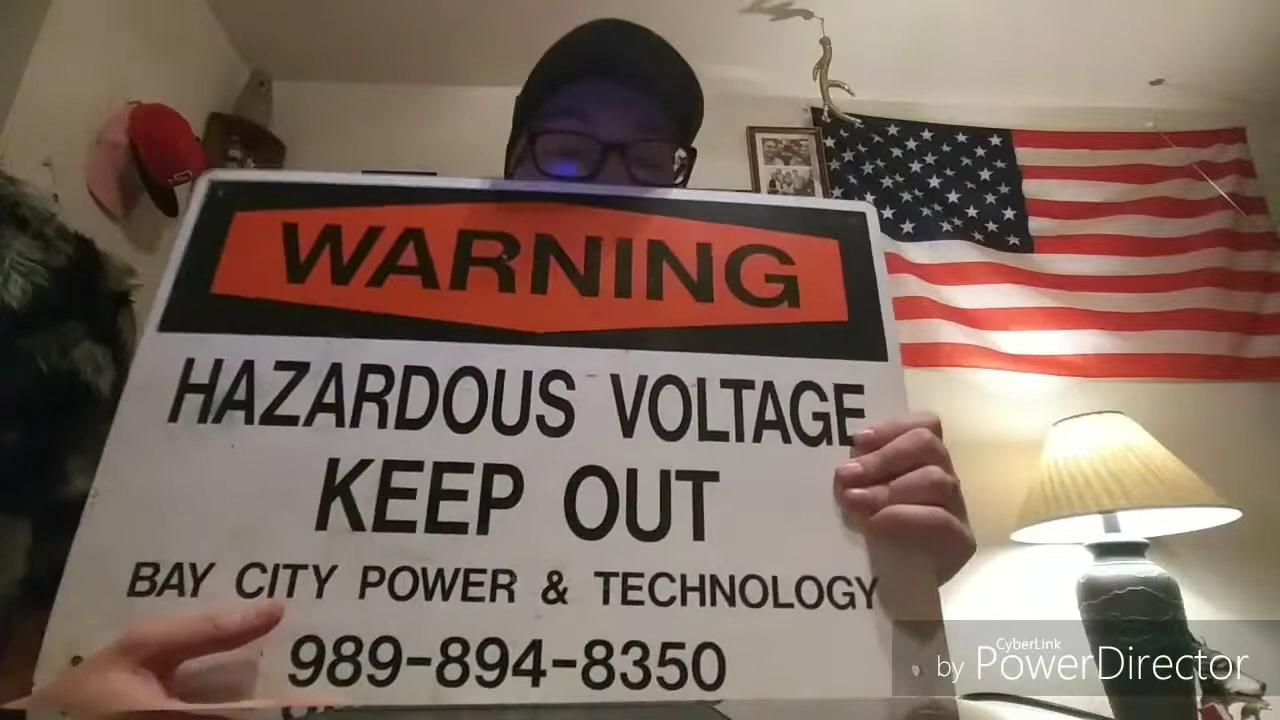 WARNING
HAZARDOUS VOLTAGE
KEEP OUT
BAY CITY POWER & TECHNOLOGY
989-894-8350
CyberLink
by PowerDirector